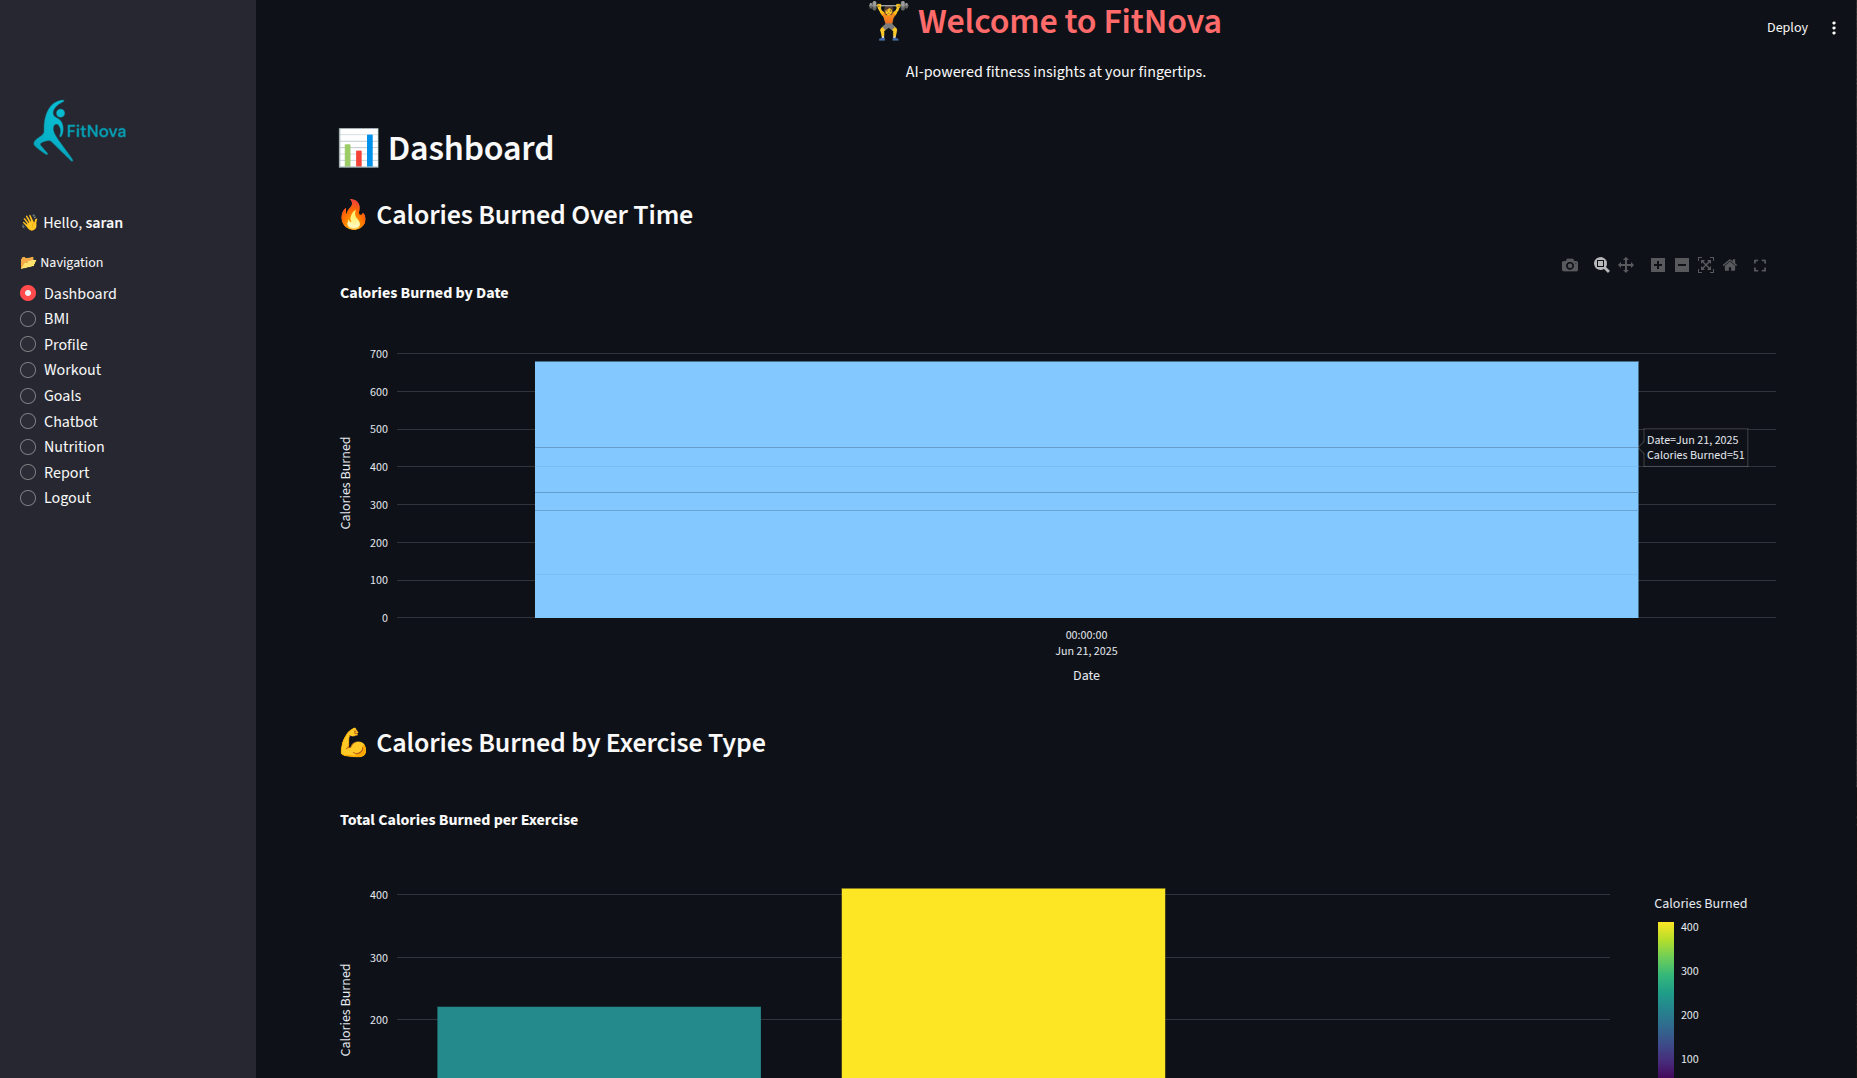 🏋️ Welcome to FitNova
Deploy
AI-powered fitness insights at your fingertips.
FitNova
👋 Hello, saran
📂 Navigation
Dashboard
BMI
Profile
Workout
Goals
Chatbot
Nutrition
Report
Logout
📊 Dashboard
🔥 Calories Burned Over Time
Calories Burned by Date
700
600
500
400
300
200
100
0
Calories Burned
Date=Jun 21, 2025
Calories Burned=51
00:00:00
Jun 21, 2025
Date
💪 Calories Burned by Exercise Type
Total Calories Burned per Exercise
400
300
200
Calories Burned
Calories Burned
400
300
200
100